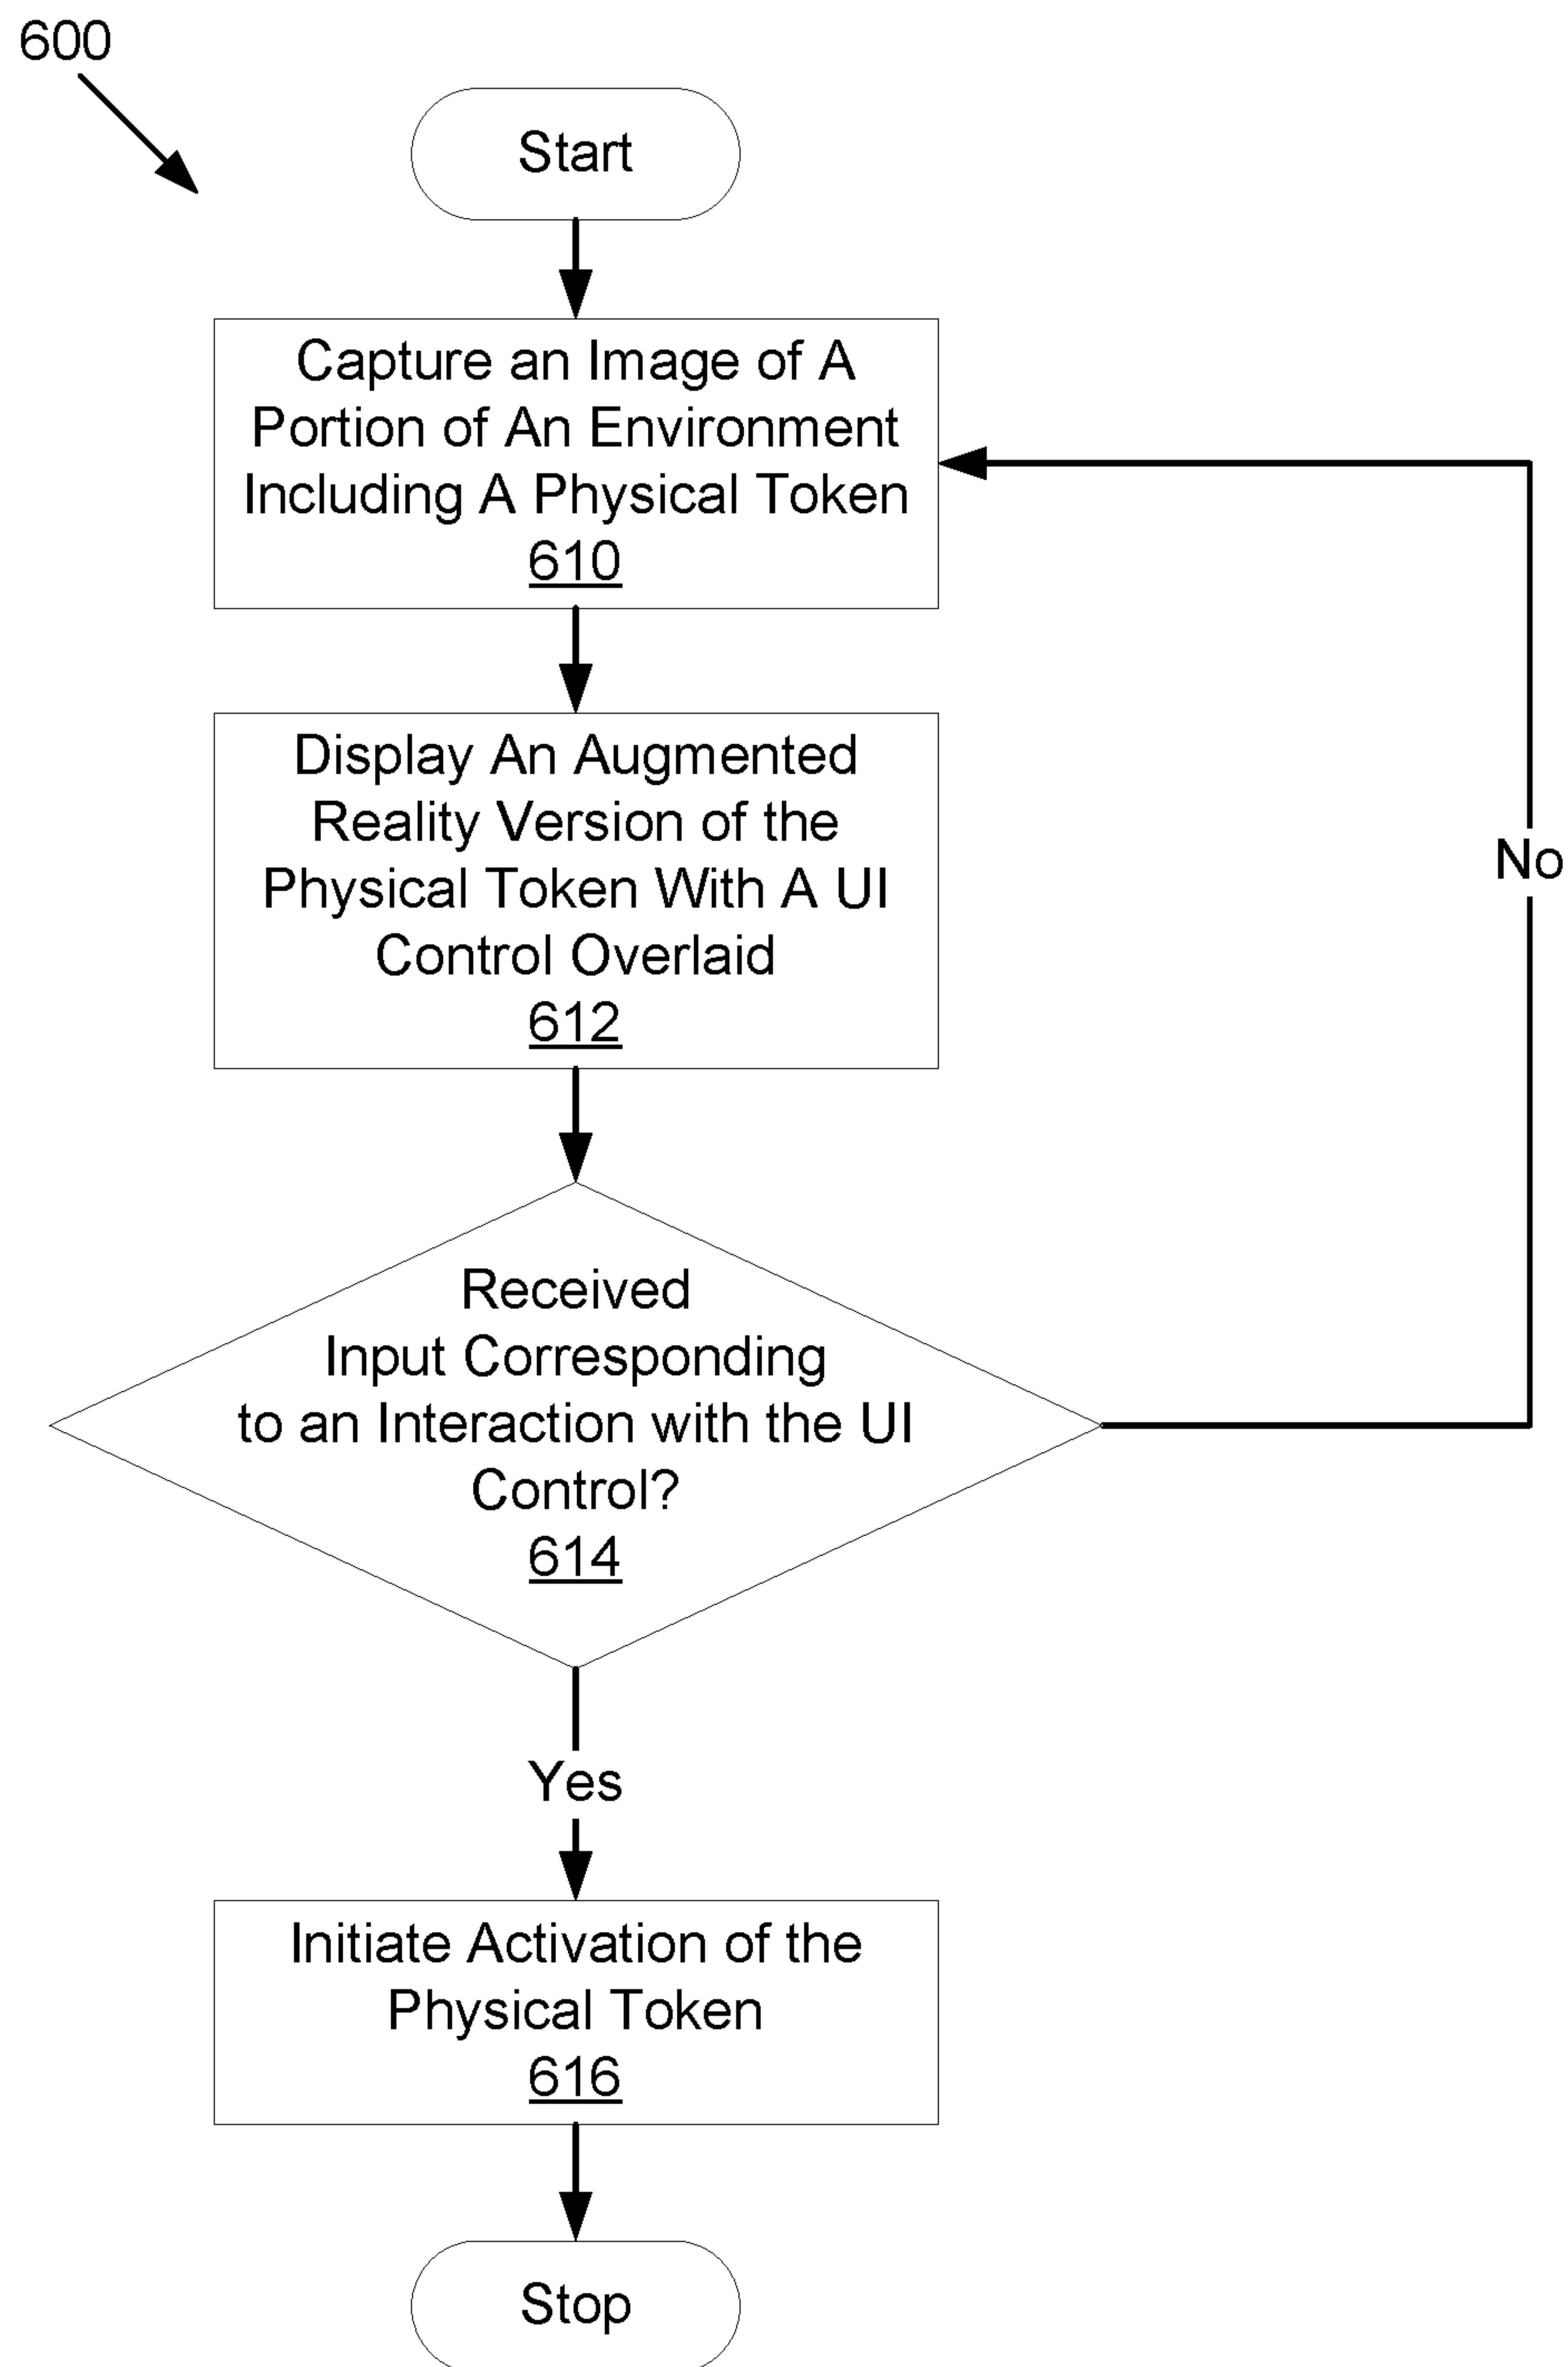 600
Start
Capture an Image of A
Portion of An Environment
Including A Physical Token
610
Display An Augmented
Reality Version of the
Physical Token With A UI
Control Overlaid
612
No
Received
Input Corresponding
to an Interaction with the UI
Control?
614
Yes
Initiate Activation of the
Physical Token
616
Stop